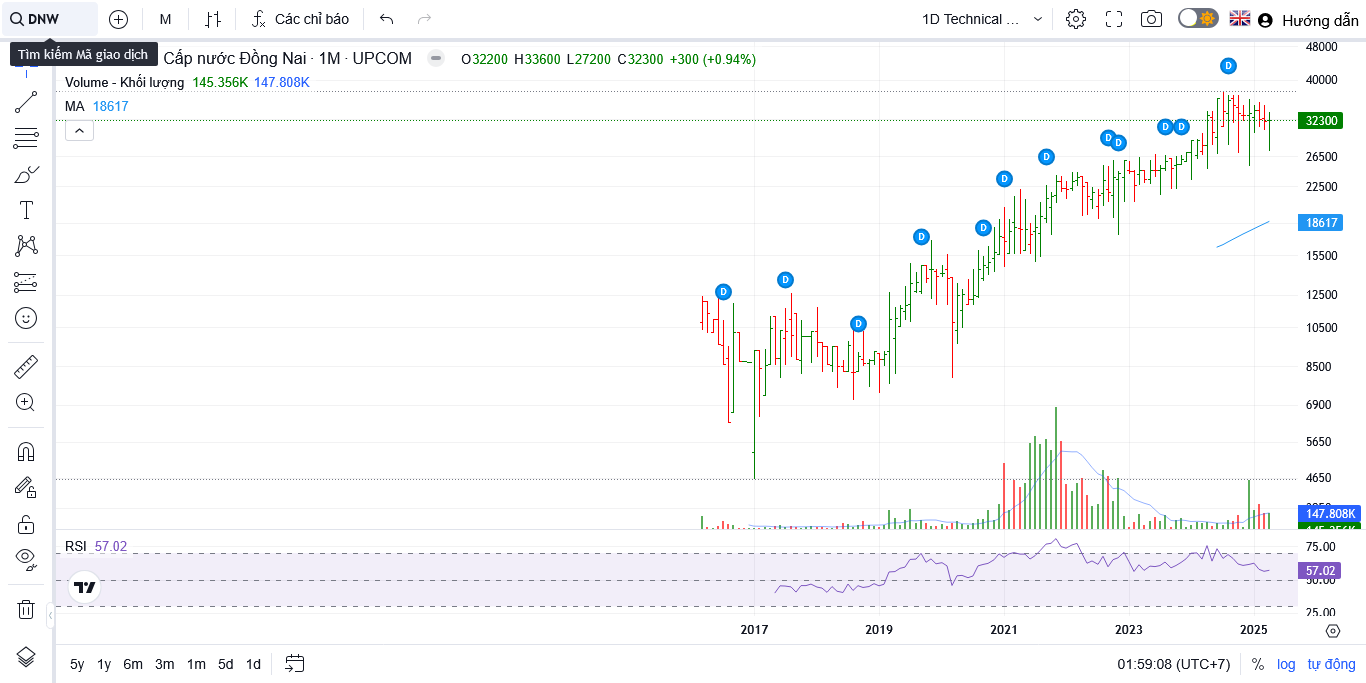 DNW M Các chỉ báo 1D Technical ... Hướng dẫn
Tìm kiếm Mã giao dịch
Cấp nước Đồng Nai · 1M · UPCOM O32200 H33600 L27200 C32300 +300 (+0.94%)
Volume - Khối lượng 145.356K 147.808K
MA 18617
48000
40000
32300
26500
22500
18617
15500
12500
10500
8500
6900
5650
4650
147.808K
D
D
D
D
D
D
D
D
D
D
D
D
RSI 57.02
75.00
57.02
50.00
25.00
2017 2019 2021 2023 2025
5y 1y 6m 3m 1m 5d 1d 01:59:08 (UTC+7) % log tự động